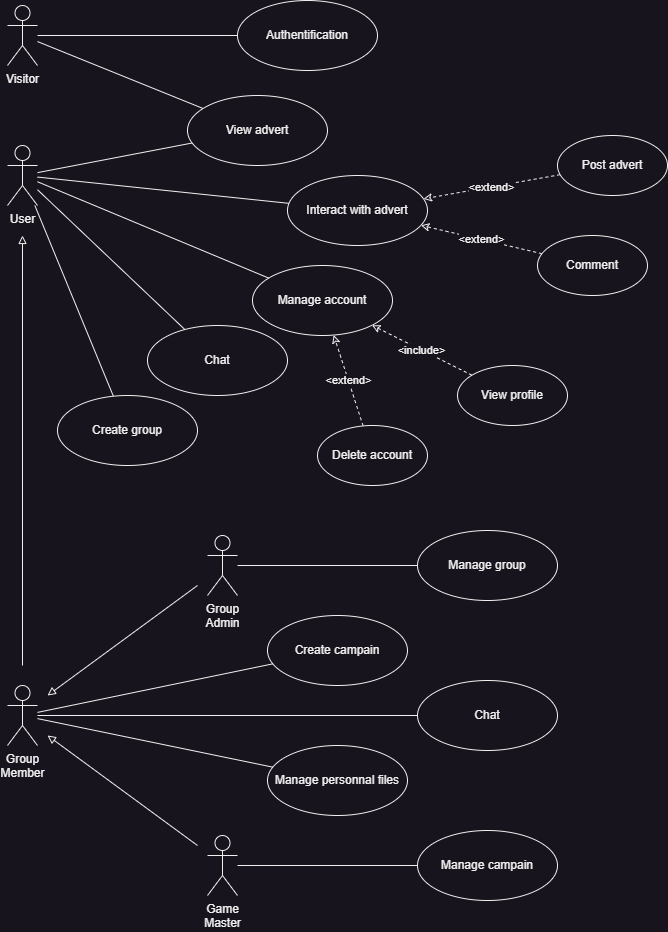 Authentification
Visitor
View advert
Post advert
<extend>
User
Interact with advert
<extend>
Comment
Manage account
<include>
Chat
<extend>
View profile
Create group
Delete account
Manage group
Group
Admin
Create campain
Chat
Group
Member
Manage personnal files
Manage campain
Game
Master